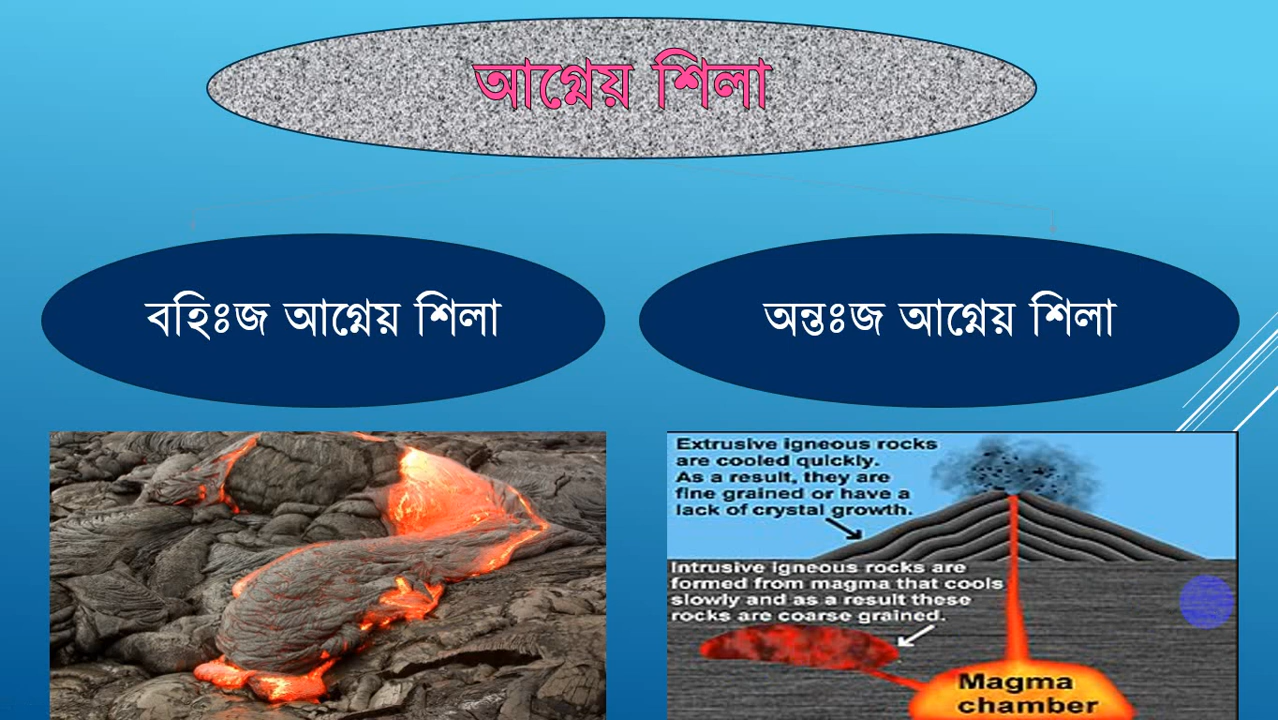 আগ্নেয় শিলা
বহিঃজ আগ্নেয় শিলা
অন্তঃজ আগ্নেয় শিলা
Extrusive igneous rocks
are cooled quickly.
As a result, they are
fine grained or have a
lack of crystal growth.
Intrusive igneous rocks are
formed from magma that cools
slowly and as a result these
rocks are coarse grained.
Magma
chamber